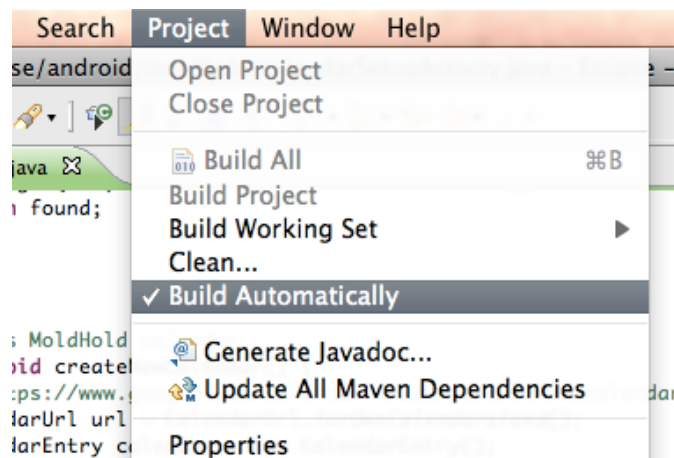 Search Project Window Help
se/android
Open Project
Close Project
java
Build All ⌘B
Build Project
found;
Build Working Set
Clean...
✓ Build Automatically
MoldHold
Generate Javadoc...
oid create
ps://www.
Update All Maven Dependencies
darUrl url
darEntry
Properties